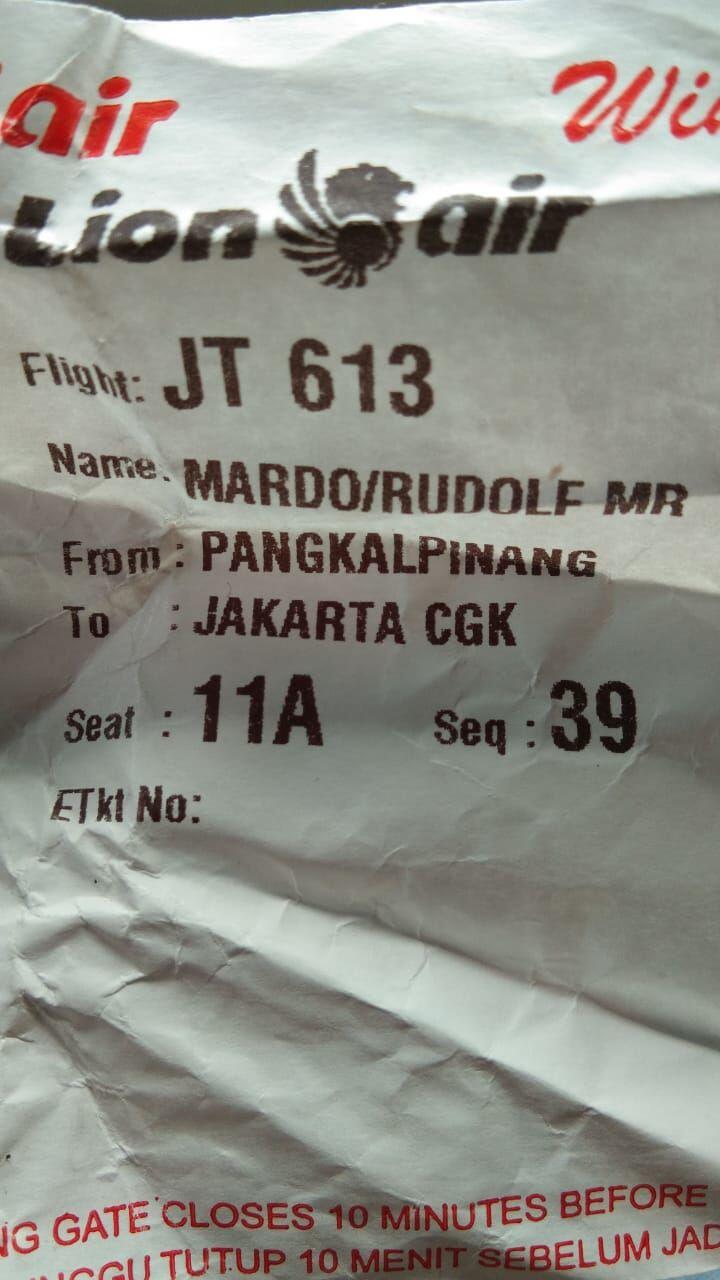 air
Lion air
Flight: JT 613
Name: MARDO/RUDOLF MR
From : PANGKALPINANG
To : JAKARTA CGK
Seat : 11A Seq : 39
ETkt No:
GATE CLOSES 10 MINUTES BEFORE
TUTUP 10 MENIT SEBELUM